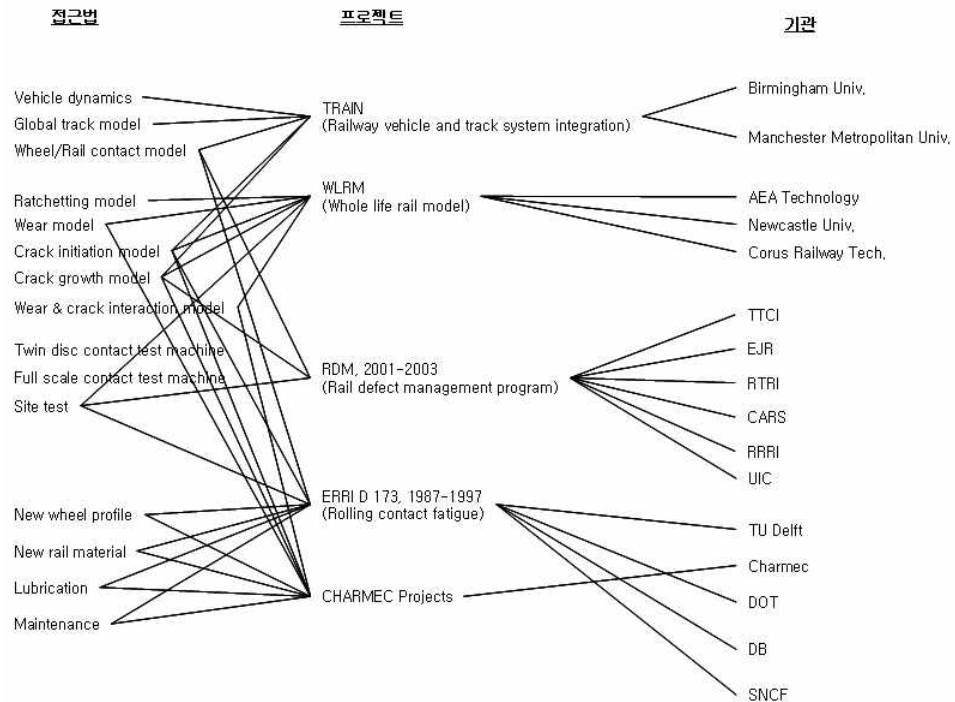 접근법
프로젝트
기관
Vehicle dynamics
Global track model
Wheel/Rail contact model
Ratchetting model
Wear model
Crack initiation model
Crack growth model
Wear & crack interaction model
Twin disc contact test machine
Full scale contact test machine
Site test
New wheel profile
New rail material
Lubrication
Maintenance
TRAIN
(Railway vehicle and track system integration)
WLRM
(Whole life rail model)
RDM, 2001-2003
(Rail defect management program)
ERRI D 173, 1987-1997
(Rolling contact fatigue)
CHARMEC Projects
Birmingham Univ.
Manchester Metropolitan Univ.
AEA Technology
Newcastle Univ.
Corus Railway Tech.
TTCI
EJR
RTRI
CARS
RRRI
UIC
TU Delft
Charmec
DOT
DB
SNCF